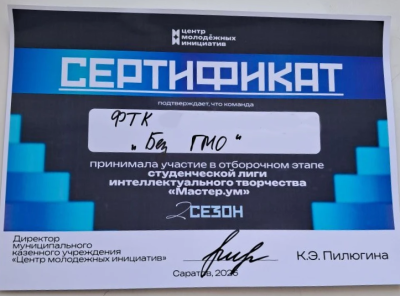 ЦЕНТР
МОЛОДЁЖНЫХ
ИНИЦИАТИВ
СЕРТИФИКАТ
подтверждает, что команда
ФТК
„Без ГМО"
принимала участие в отборочном этапе
студенческой лиги
интеллектуального творчества
«Мастер.ум»
2 СЕЗОН
Директор
муниципального
казенного учреждения
«Центр молодежных инициатив»
К.Э. Пилюгина
Саратов,